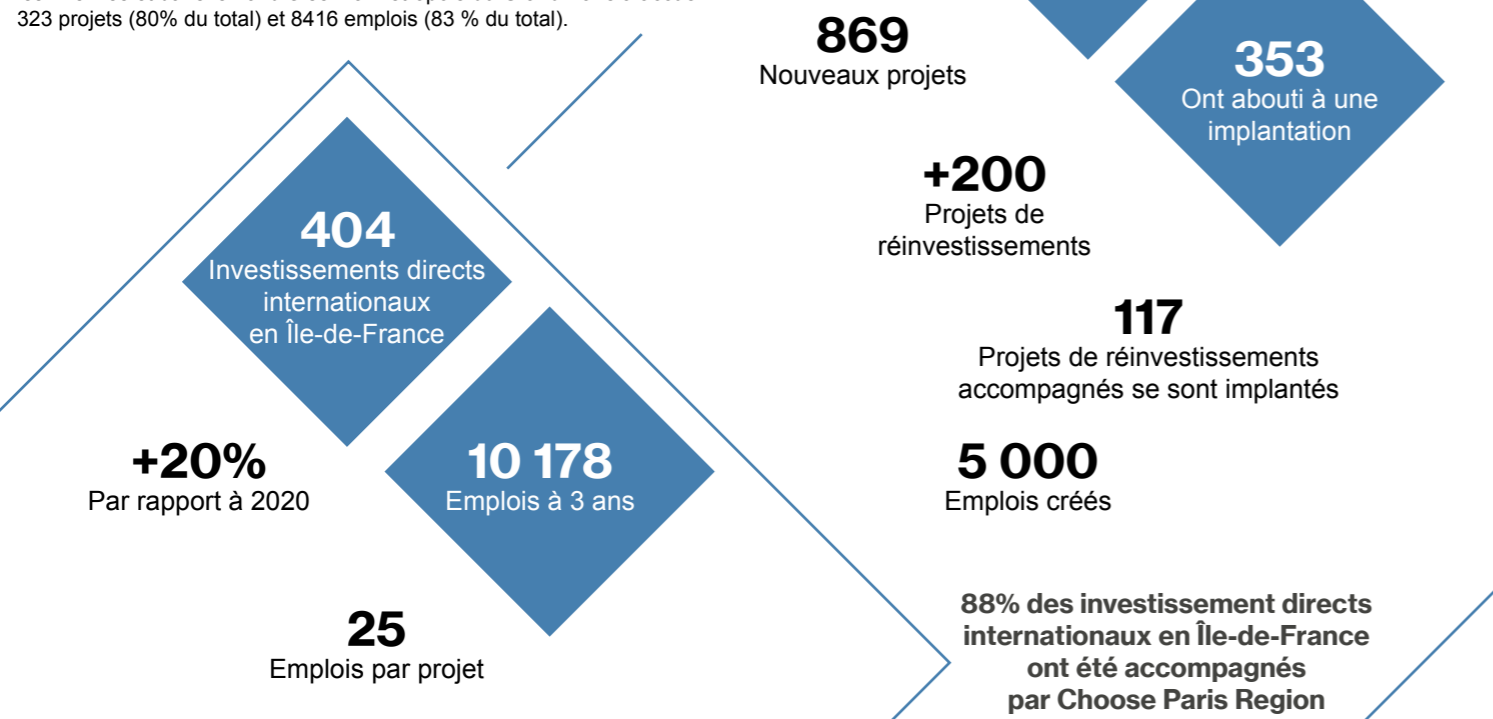 323 projets (80% du total) et 8416 emplois (83 % du total).
404
Investissements directs
internationaux
en Île-de-France
+20%
Par rapport à 2020
10 178
Emplois à 3 ans
25
Emplois par projet
869
Nouveaux projets
353
Ont abouti à une
implantation
+200
Projets de
réinvestissements
117
Projets de réinvestissements
accompagnés se sont implantés
5 000
Emplois créés
88% des investissement directs
internationaux en Île-de-France
ont été accompagnés
par Choose Paris Region